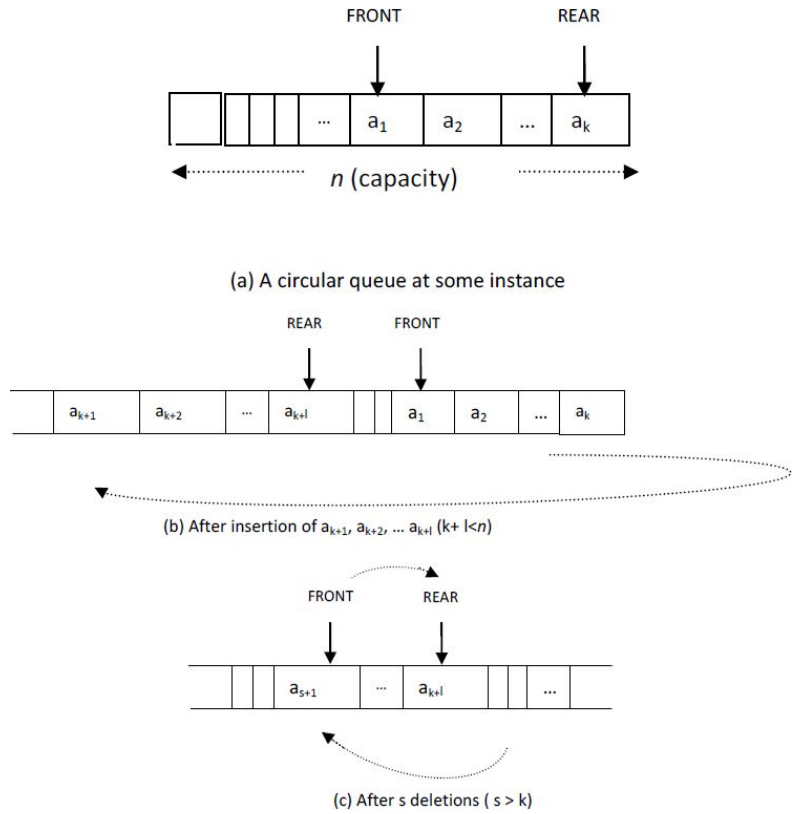 FRONT REAR
... a₁ a₂ ... aₖ
n (capacity)
(a) A circular queue at some instance
REAR FRONT
aₖ₊₁ aₖ₊₂ ... aₖ₊ₗ a₁ a₂ ... aₖ
(b) After insertion of aₖ₊₁, aₖ₊₂, ... aₖ₊ₗ (k+ l<n)
FRONT REAR
aₛ₊₁ ... aₖ₊ₗ ...
(c) After s deletions ( s > k)